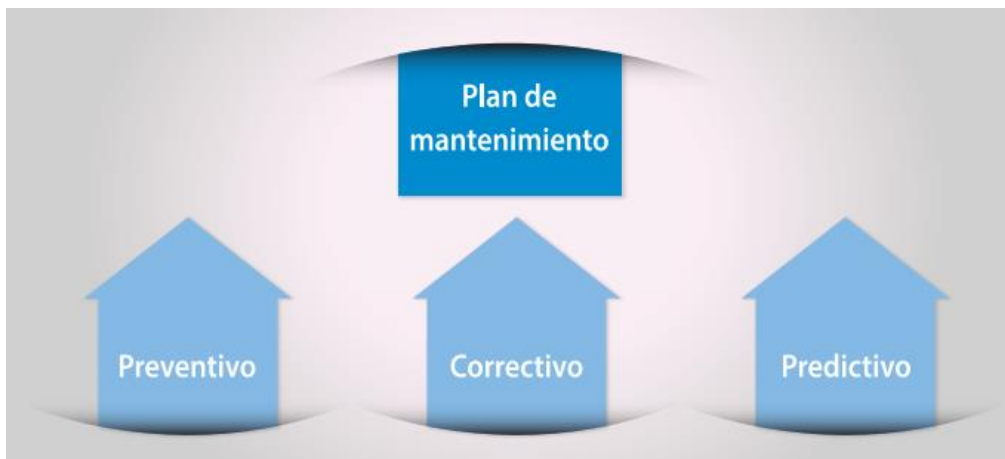 Plan de
mantenimiento
Preventivo
Correctivo
Predictivo